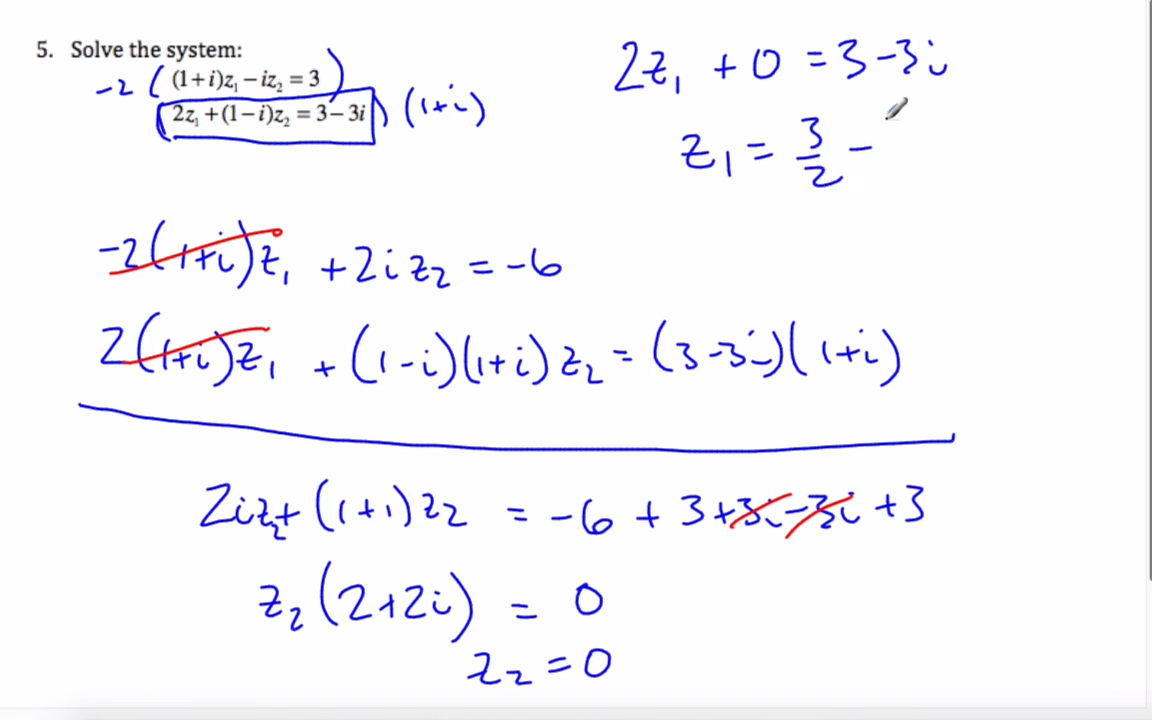 5. Solve the system:
-2 ( (1+i)z₁ − iz₂ = 3 )
( 2z₁ + (1−i)z₂ = 3 − 3i ) (1+i)
2z₁ + 0 = 3-3i
z₁ = 3/2 -
-2(1+i)z₁ + 2i z₂ = -6
2(1+i)z₁ + (1-i)(1+i) z₂ = (3-3i)(1+i)
2iz₂ + (1+1)z₂ = -6 + 3 +3i -3i +3
z₂(2+2i) = 0
z₂ = 0